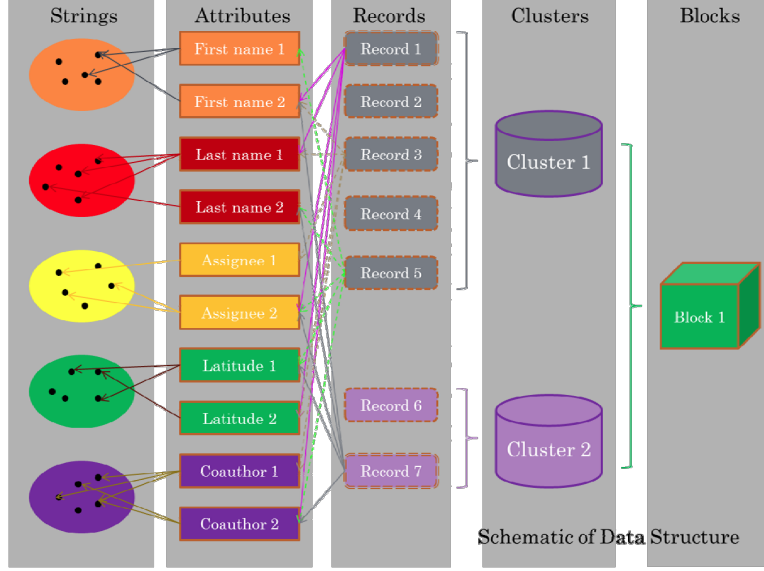 Strings
Attributes
Records
Clusters
Blocks
First name 1
First name 2
Last name 1
Last name 2
Assignee 1
Assignee 2
Latitude 1
Latitude 2
Coauthor 1
Coauthor 2
Record 1
Record 2
Record 3
Record 4
Record 5
Record 6
Record 7
Cluster 1
Cluster 2
Block 1
Schematic of Data Structure